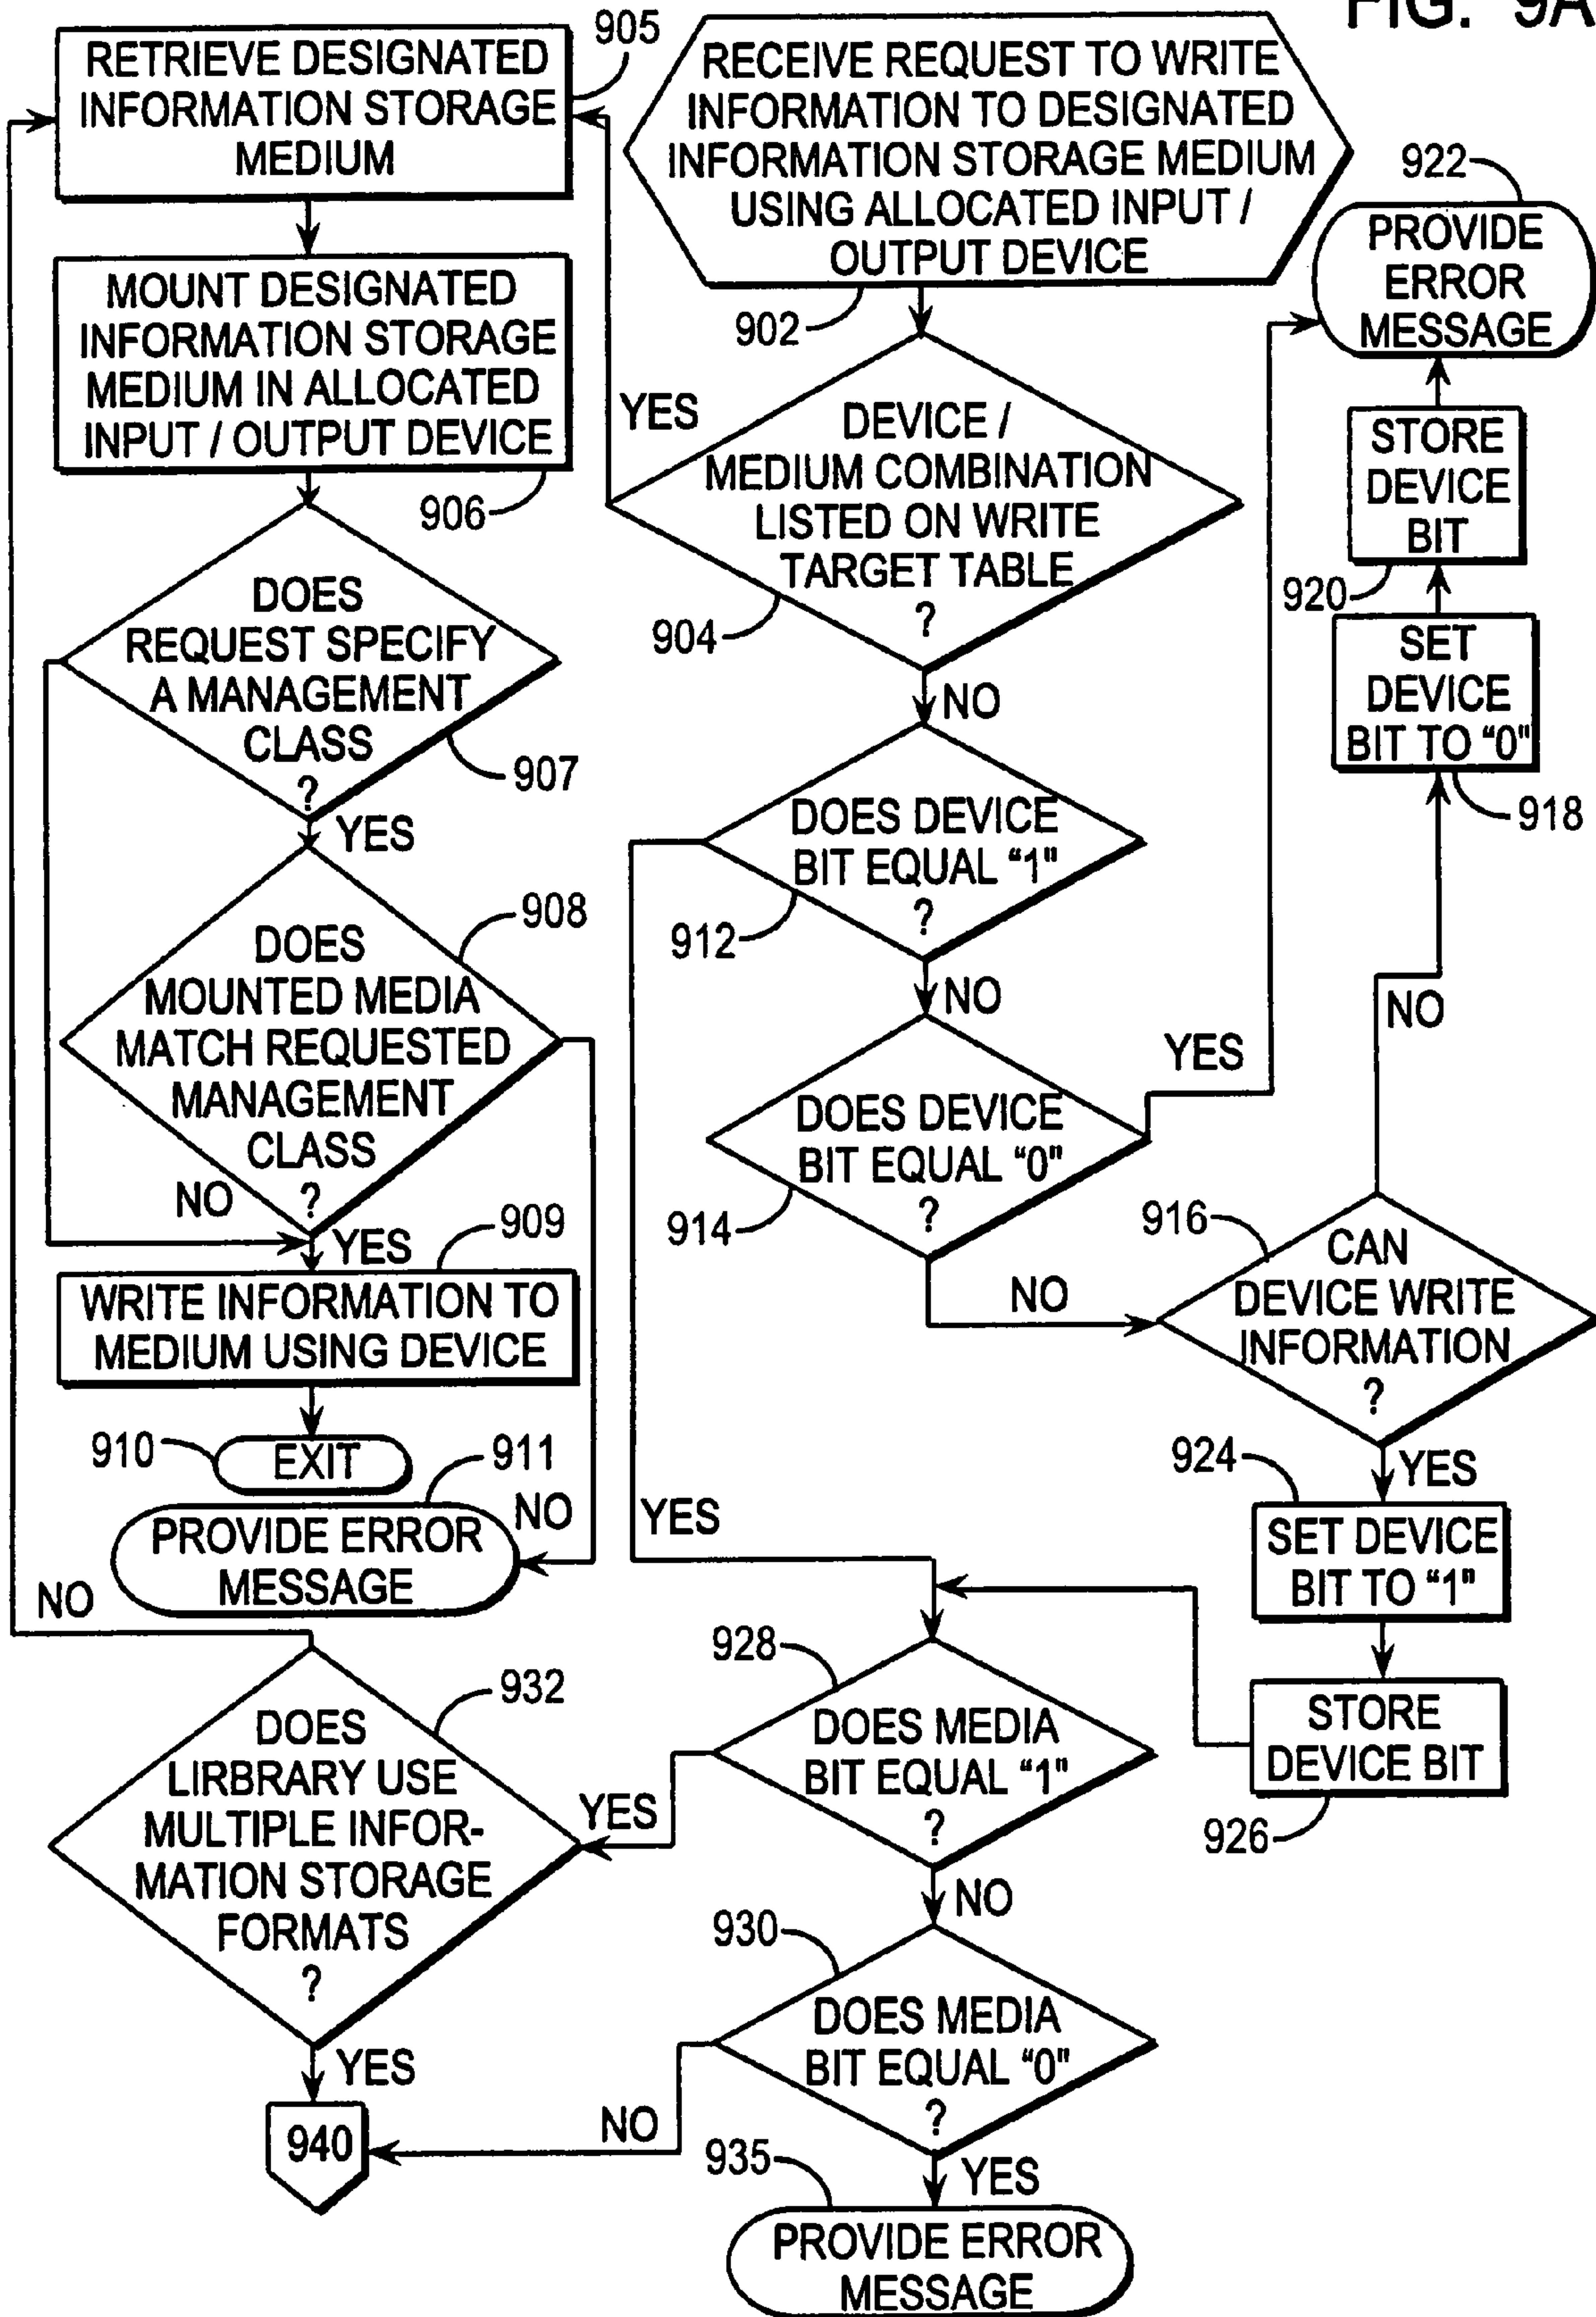 FIG. 9A
905
RETRIEVE DESIGNATED
INFORMATION STORAGE
MEDIUM
RECEIVE REQUEST TO WRITE
INFORMATION TO DESIGNATED
INFORMATION STORAGE MEDIUM
USING ALLOCATED INPUT /
OUTPUT DEVICE
902
922
PROVIDE
ERROR
MESSAGE
MOUNT DESIGNATED
INFORMATION STORAGE
MEDIUM IN ALLOCATED
INPUT / OUTPUT DEVICE
906
YES
DEVICE /
MEDIUM COMBINATION
LISTED ON WRITE
TARGET TABLE
?
904
NO
STORE
DEVICE
BIT
920
SET
DEVICE
BIT TO “0"
918
DOES
REQUEST SPECIFY
A MANAGEMENT
CLASS
?
907
YES
DOES DEVICE
BIT EQUAL “1"
?
912
NO
908
DOES
MOUNTED MEDIA
MATCH REQUESTED
MANAGEMENT
CLASS
?
NO
YES
DOES DEVICE
BIT EQUAL “0"
?
914
YES
NO
NO
916
CAN
DEVICE WRITE
INFORMATION
?
909
WRITE INFORMATION TO
MEDIUM USING DEVICE
910
EXIT
911
NO
PROVIDE ERROR
MESSAGE
YES
924
YES
SET DEVICE
BIT TO “1"
STORE
DEVICE BIT
926
NO
932
DOES
LIRBRARY USE
MULTIPLE INFOR-
MATION STORAGE
FORMATS
?
928
DOES MEDIA
BIT EQUAL “1"
?
YES
NO
930
DOES MEDIA
BIT EQUAL “0"
?
YES
940
NO
935
YES
PROVIDE ERROR
MESSAGE